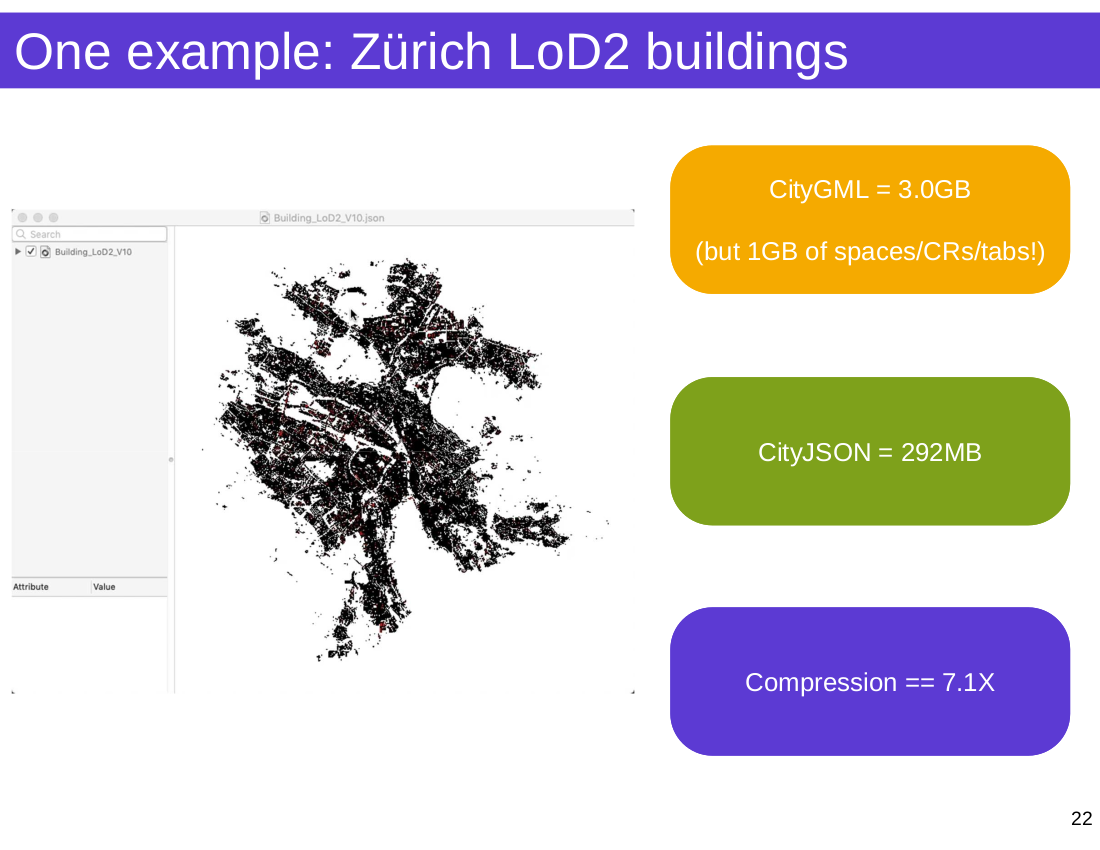 One example: Zürich LoD2 buildings
Building_LoD2_V10.json
Search
Building_LoD2_V10
Attribute Value
CityGML = 3.0GB
(but 1GB of spaces/CRs/tabs!)
CityJSON = 292MB
Compression == 7.1X
22